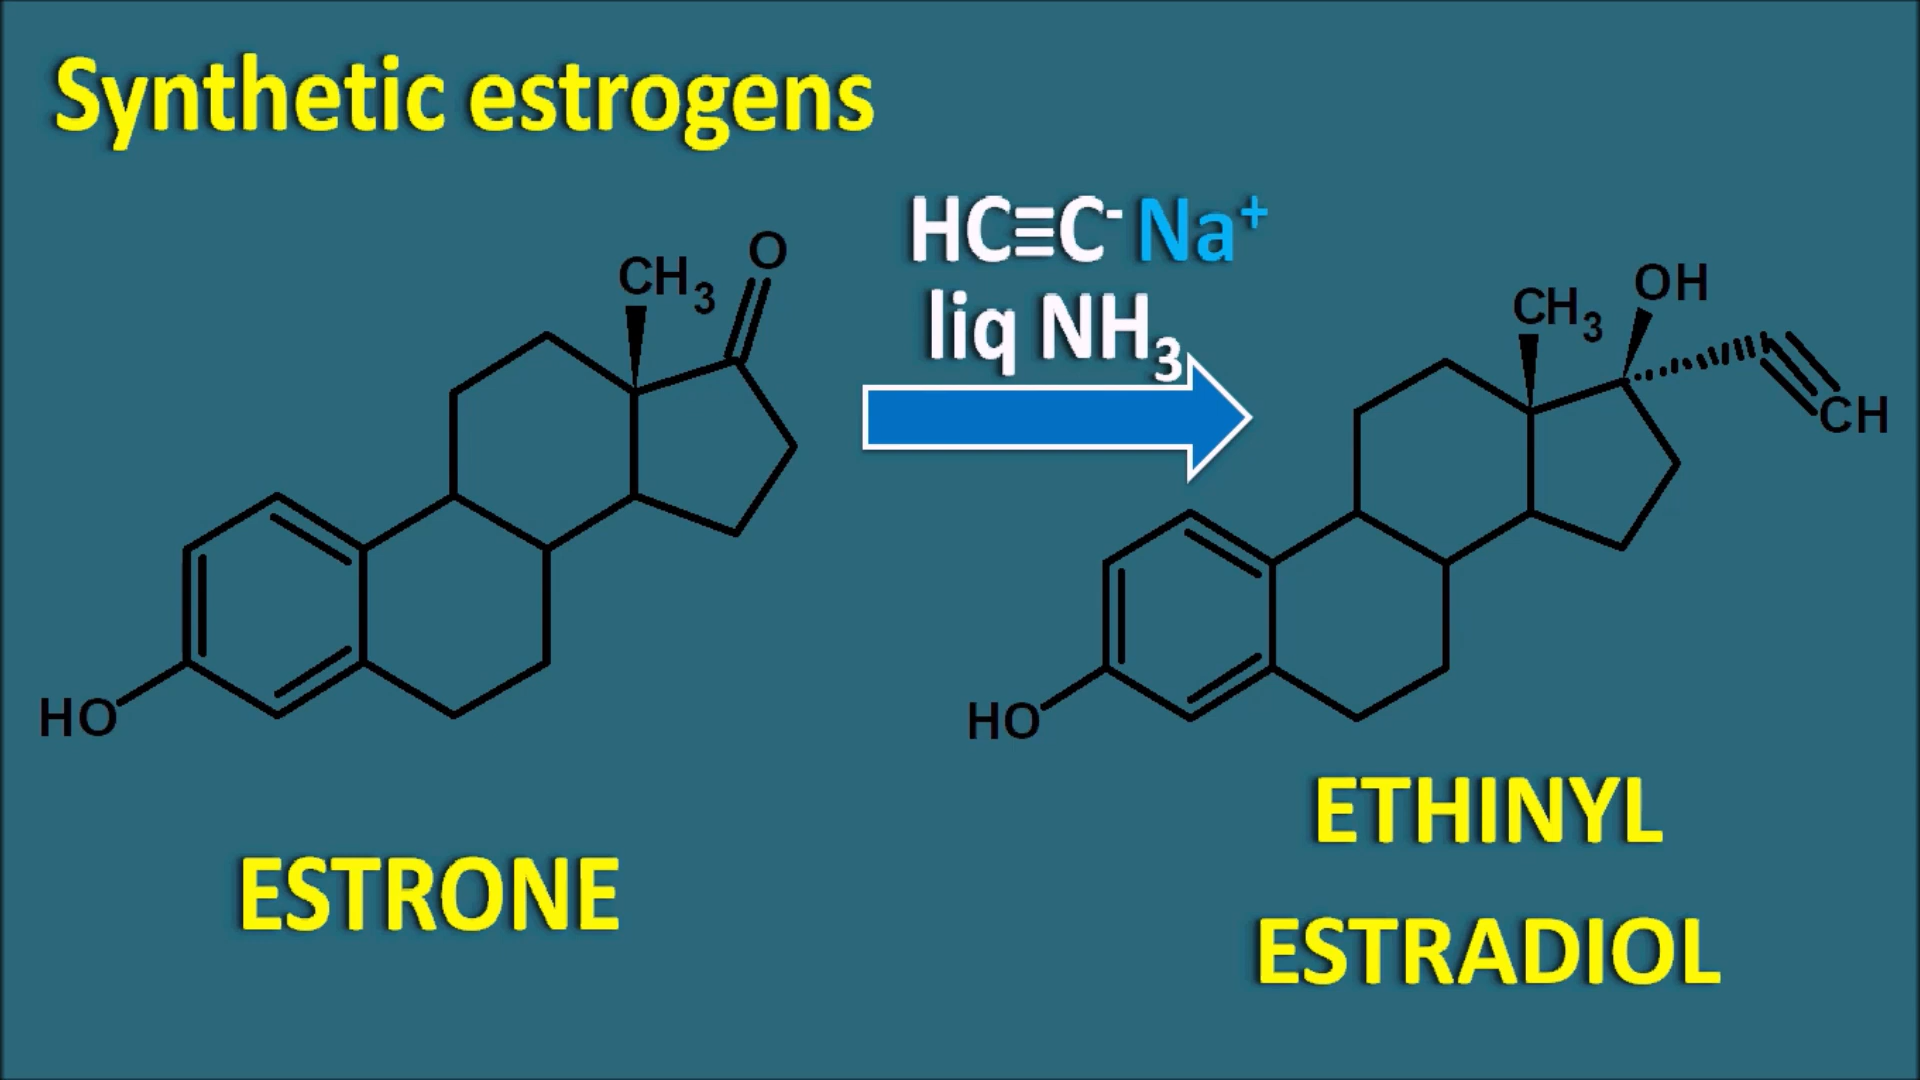 Synthetic estrogens
HC≡C⁻ Na⁺
liq NH₃
CH₃
O
HO
CH₃
OH
CH
HO
ESTRONE
ETHINYL
ESTRADIOL